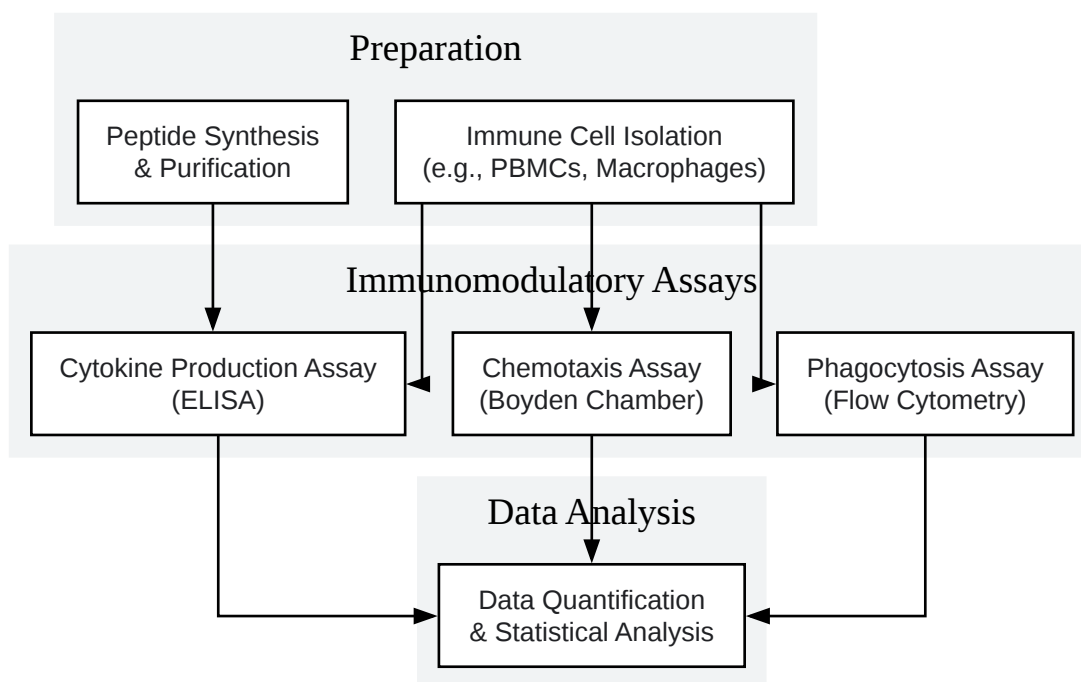 Preparation
Peptide Synthesis
& Purification
Immune Cell Isolation
(e.g., PBMCs, Macrophages)
Immunomodulatory Assays
Cytokine Production Assay
(ELISA)
Chemotaxis Assay
(Boyden Chamber)
Phagocytosis Assay
(Flow Cytometry)
Data Analysis
Data Quantification
& Statistical Analysis